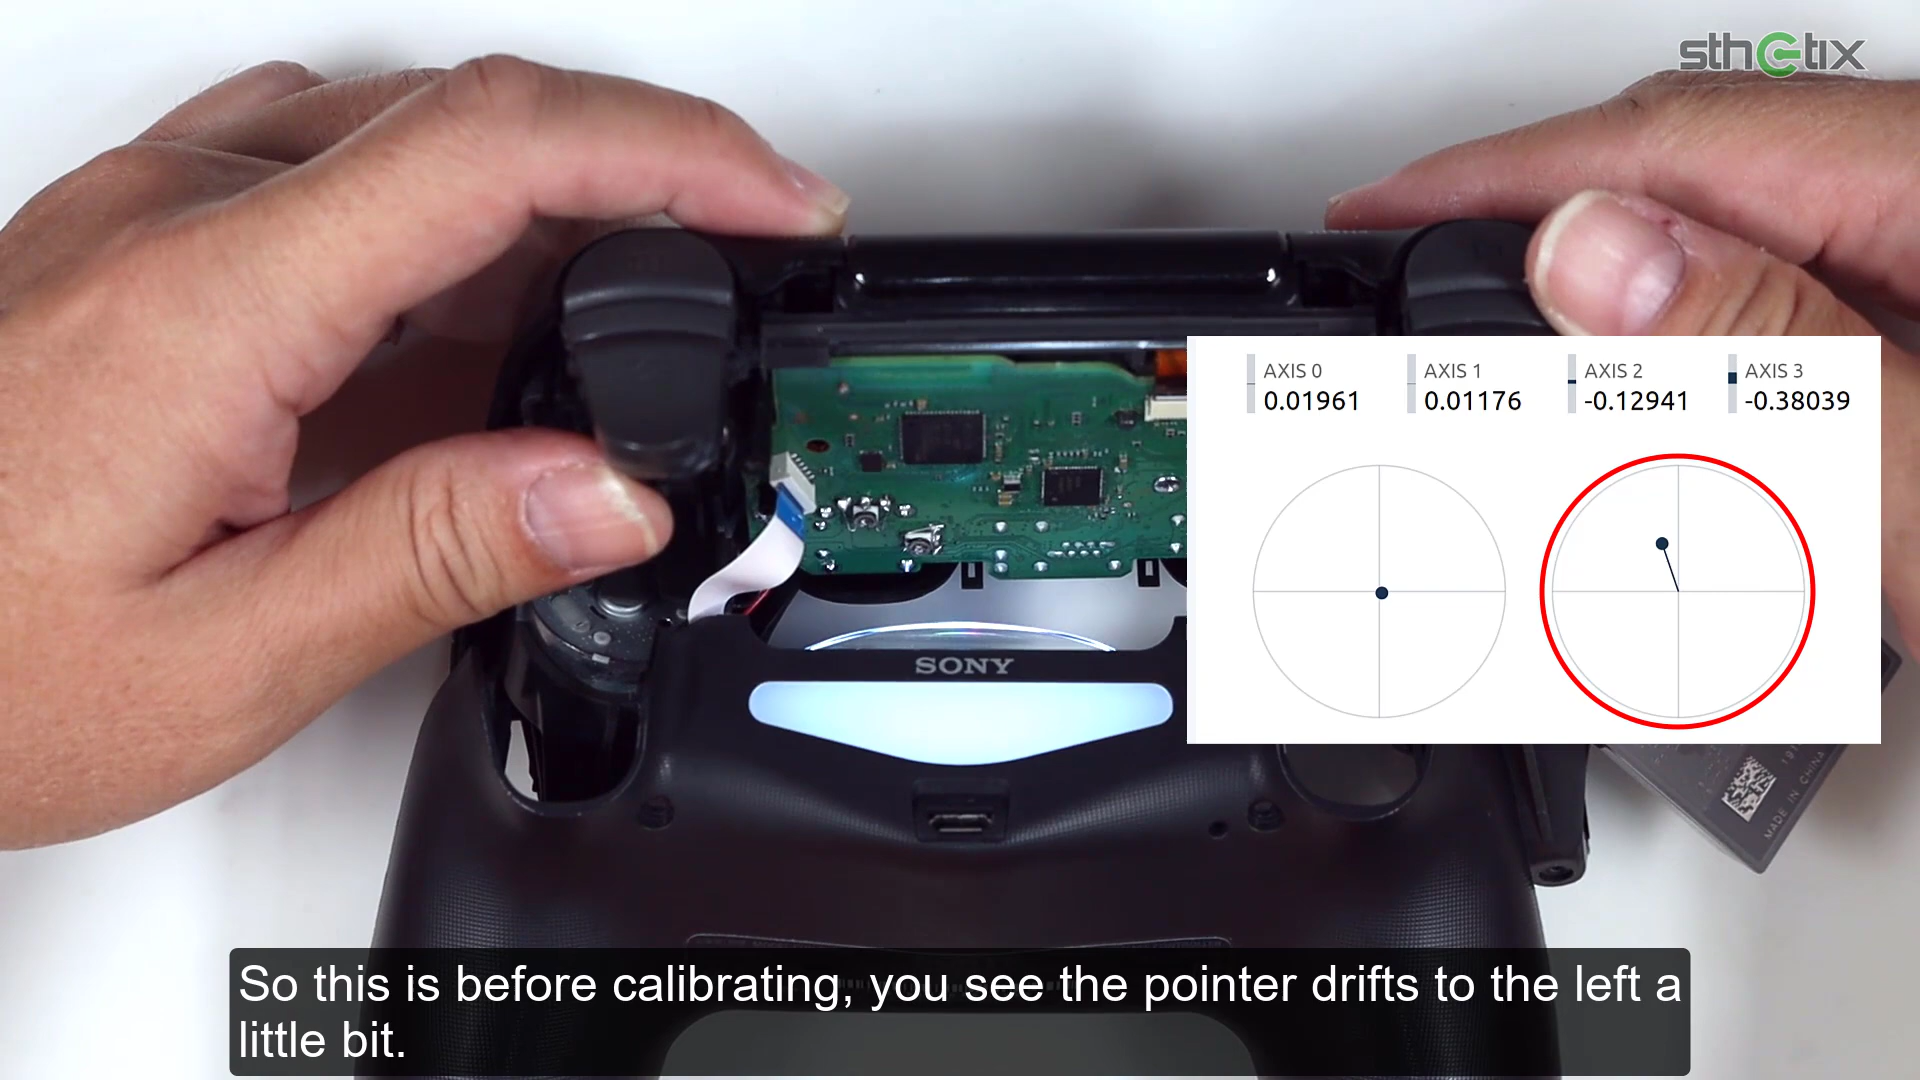 sthetix
AXIS 0
0.01961
AXIS 1
0.01176
AXIS 2
-0.12941
AXIS 3
-0.38039
SONY
MADE IN CHINA
So this is before calibrating, you see the pointer drifts to the left a
little bit.